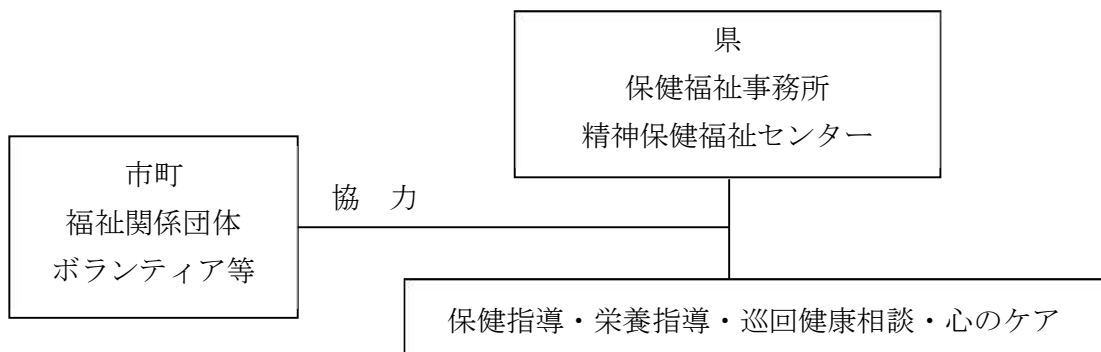 県
保健福祉事務所
精神保健福祉センター
市町
福祉関係団体
ボランティア等
協　力
保健指導・栄養指導・巡回健康相談・心のケア